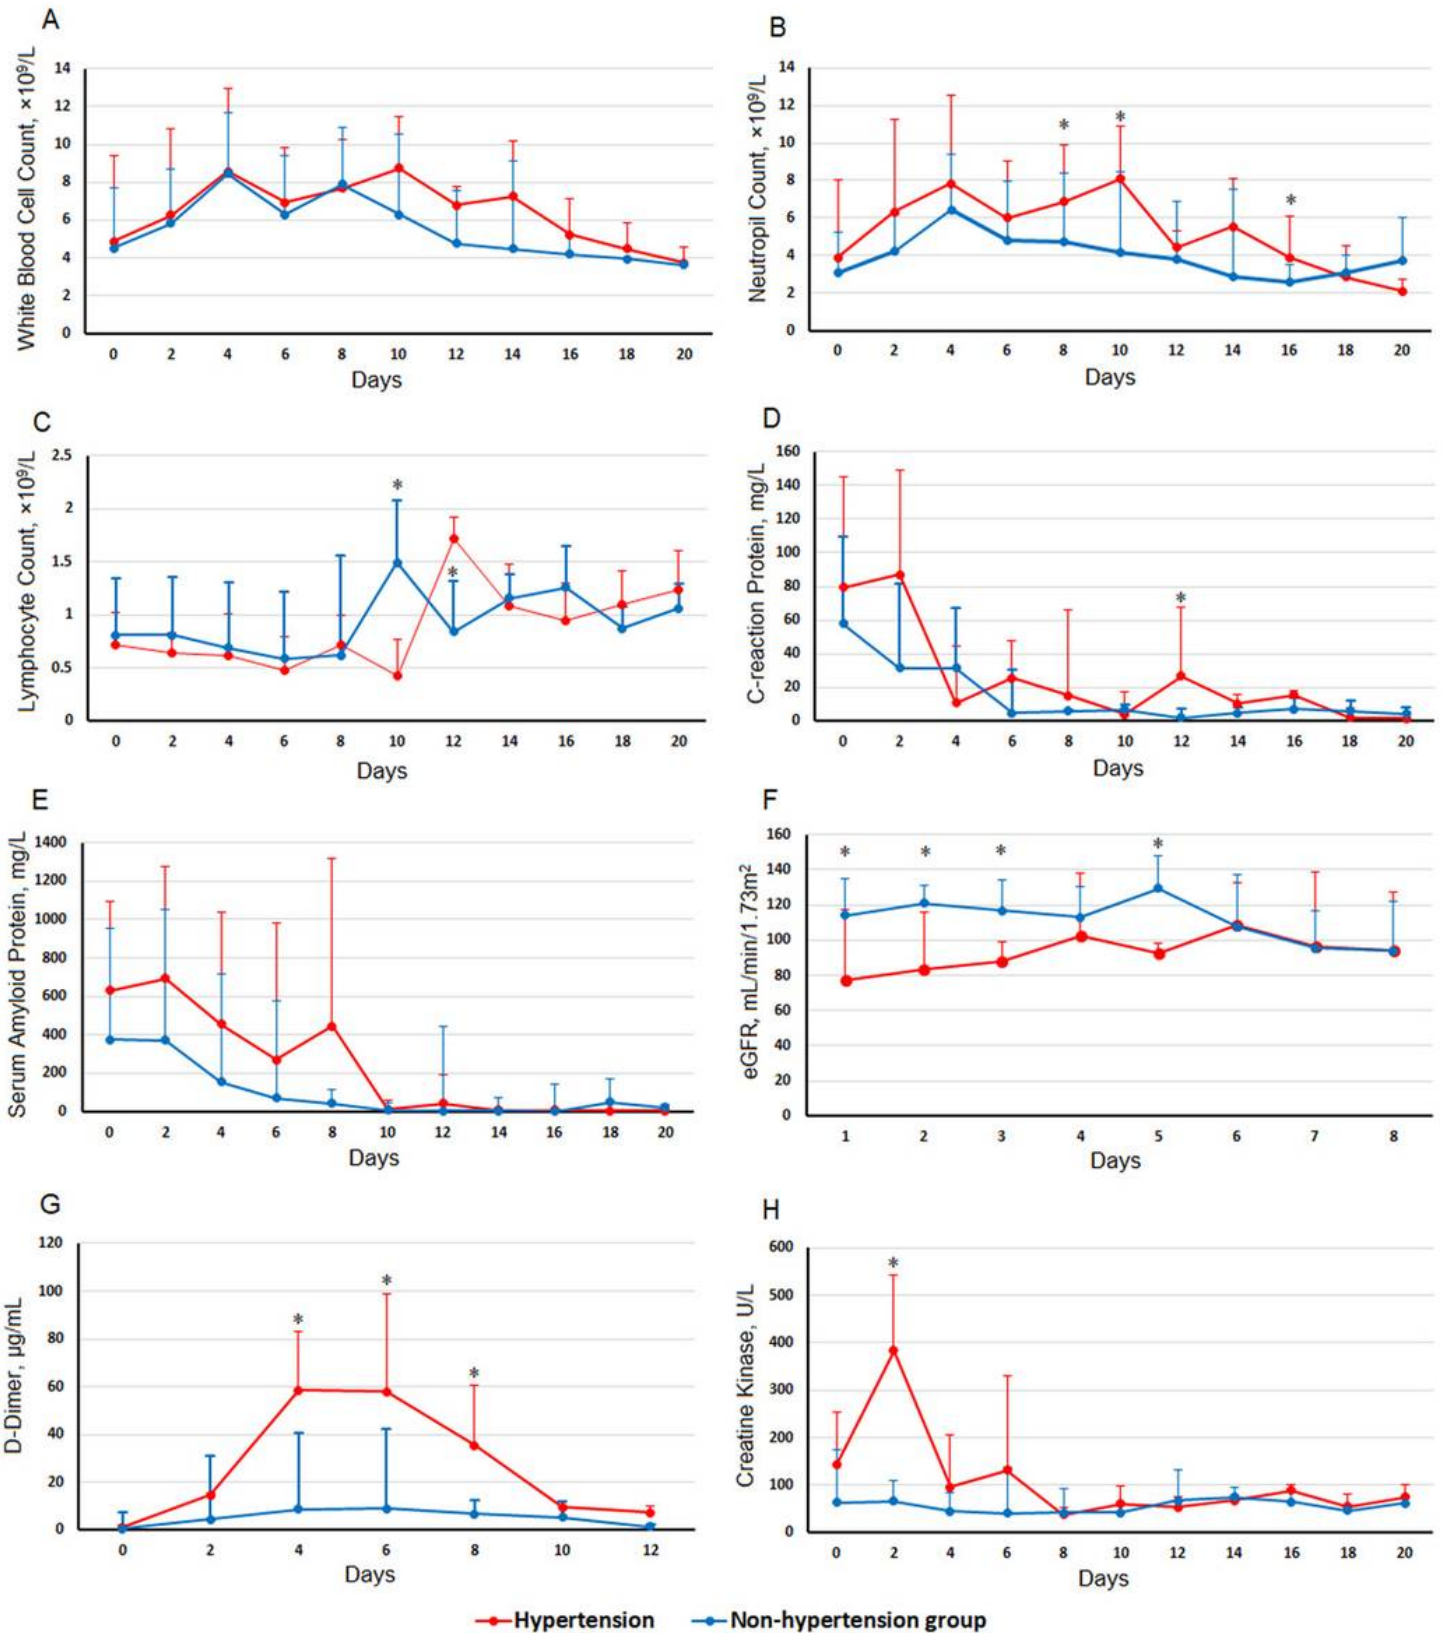 A
White Blood Cell Count, ×10⁹/L
14
12
10
8
6
4
2
0
0 2 4 6 8 10 12 14 16 18 20
Days
B
Neutropil Count, ×10⁹/L
14
12
10
8
6
4
2
0
* * *
0 2 4 6 8 10 12 14 16 18 20
Days
C
Lymphocyte Count, ×10⁹/L
2.5
2
1.5
1
0.5
0
* *
0 2 4 6 8 10 12 14 16 18 20
Days
D
C-reaction Protein, mg/L
160
140
120
100
80
60
40
20
0
*
0 2 4 6 8 10 12 14 16 18 20
Days
E
Serum Amyloid Protein, mg/L
1400
1200
1000
800
600
400
200
0
0 2 4 6 8 10 12 14 16 18 20
Days
F
eGFR, mL/min/1.73m²
160
140
120
100
80
60
40
20
0
* * * *
1 2 3 4 5 6 7 8
Days
G
D-Dimer, µg/mL
120
100
80
60
40
20
0
* * *
0 2 4 6 8 10 12
Days
H
Creatine Kinase, U/L
600
500
400
300
200
100
0
*
0 2 4 6 8 10 12 14 16 18 20
Days
Hypertension Non-hypertension group